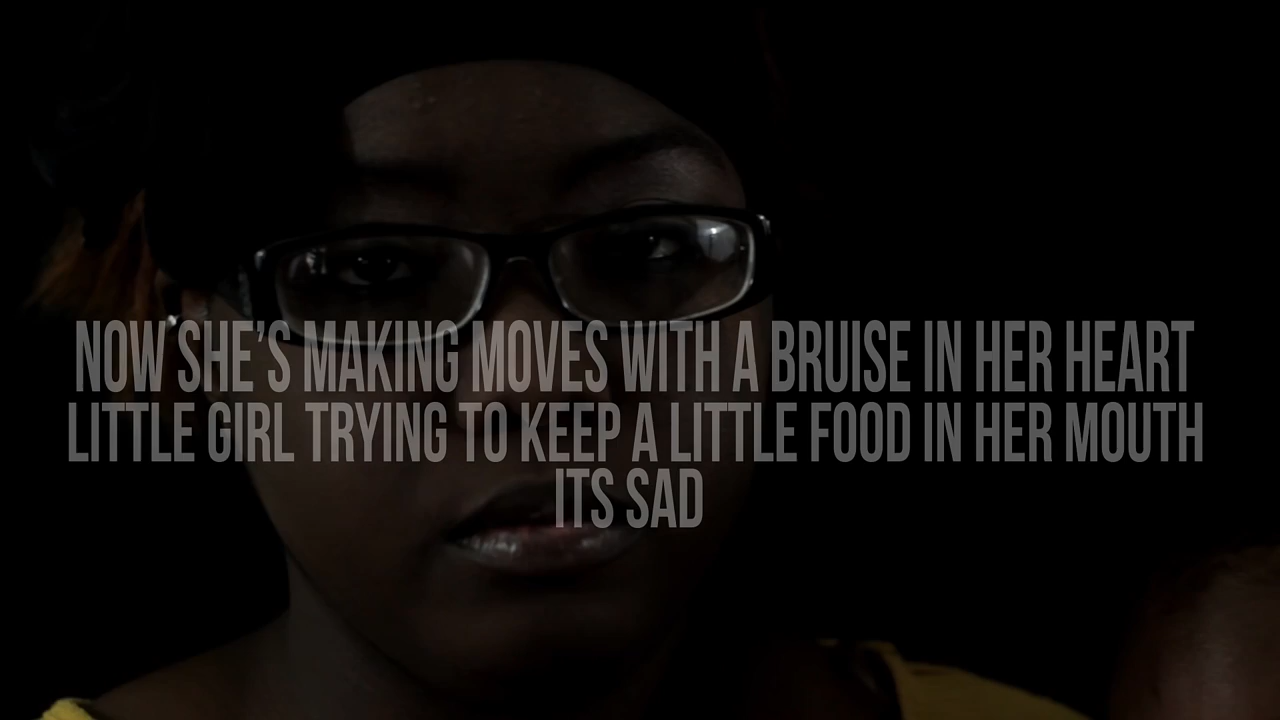 NOW SHE’S MAKING MOVES WITH A BRUISE IN HER HEART
LITTLE GIRL TRYING TO KEEP A LITTLE FOOD IN HER MOUTH
ITS SAD